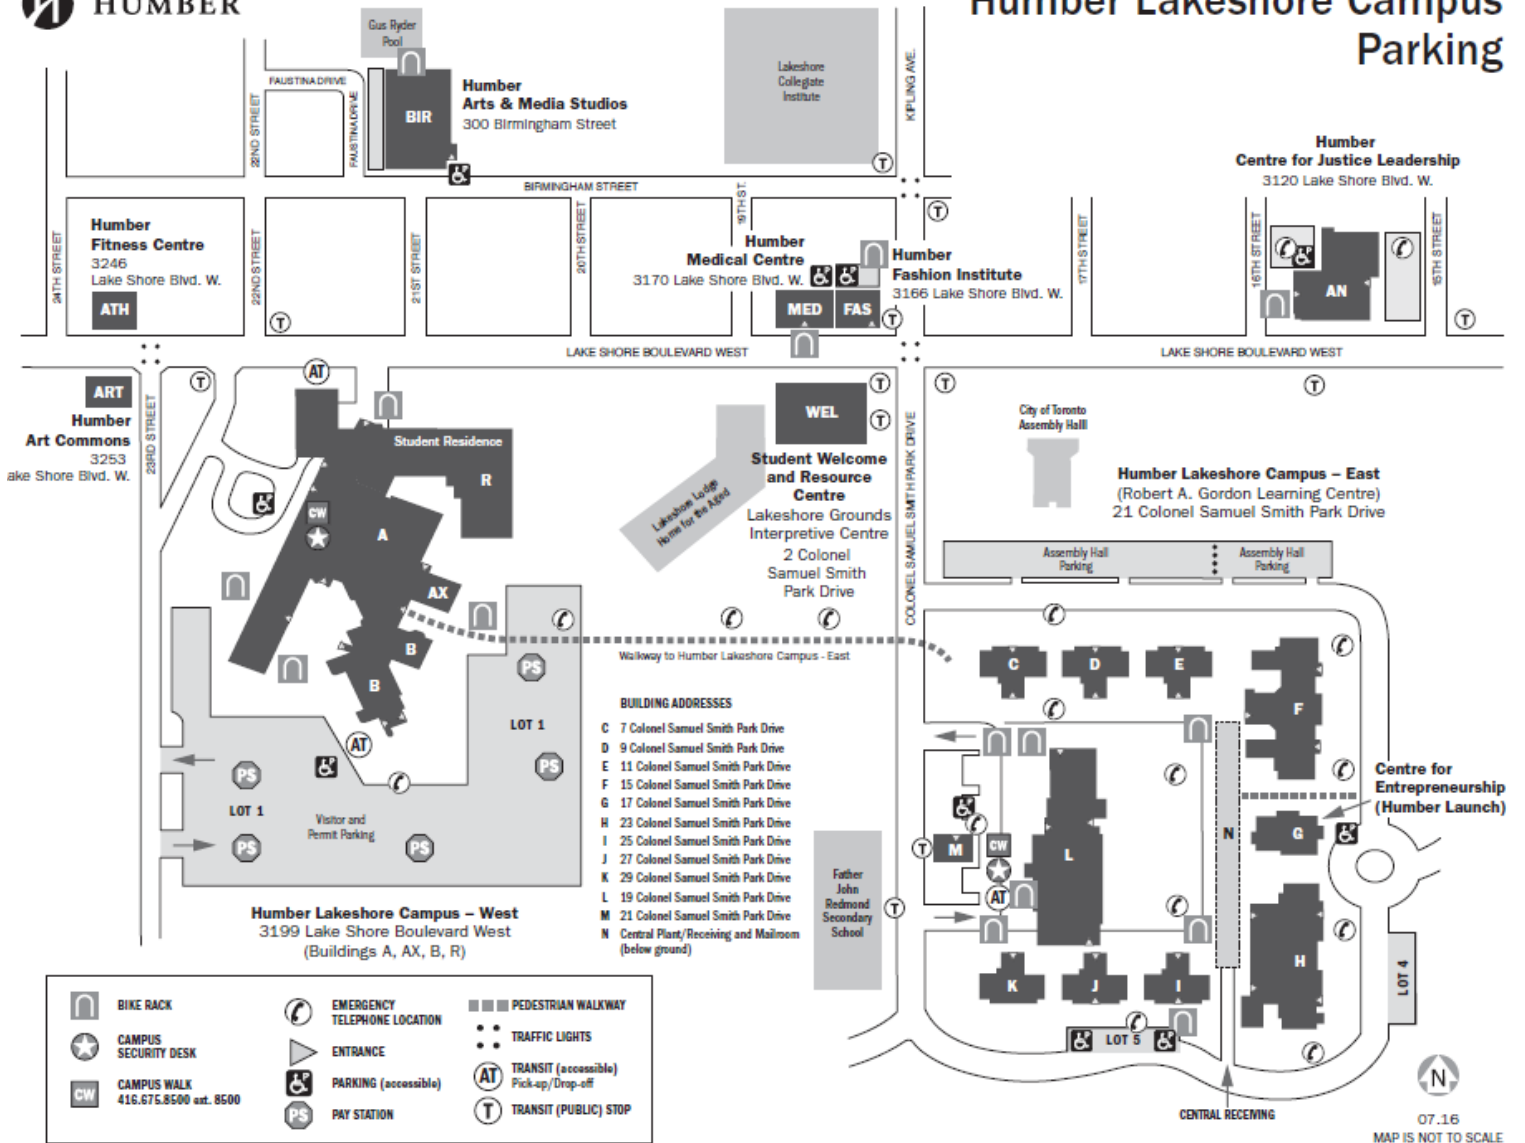 HUMBER
Humber Lakeshore Campus
Parking
Gus Ryder
Pool
FAUSTINA DRIVE
FAUSTINA DRIVE
22ND STREET
BIR
Humber
Arts & Media Studios
300 Birmingham Street
Lakeshore
Collegiate
Institute
KIPLING AVE.
T
BIRMINGHAM STREET
Humber
Centre for Justice Leadership
3120 Lake Shore Blvd. W.
24TH STREET
Humber
Fitness Centre
3246
Lake Shore Blvd. W.
ATH
22ND STREET
T
21ST STREET
20TH STREET
19TH ST.
Humber
Medical Centre
3170 Lake Shore Blvd. W.
MED
FAS
Humber
Fashion Institute
3166 Lake Shore Blvd. W.
T
T
17TH STREET
16TH STREET
AN
15TH STREET
T
LAKE SHORE BOULEVARD WEST
LAKE SHORE BOULEVARD WEST
ART
Humber
Art Commons
3253
ake Shore Blvd. W.
23RD STREET
T
AT
Student Residence
R
CW
A
AX
B
B
WEL
T
T
T
T
Student Welcome
and Resource
Centre
Lakeshore Grounds
Interpretive Centre
2 Colonel
Samuel Smith
Park Drive
Lakeshore Lodge
Home for the Aged
COLONEL SAMUEL SMITH PARK DRIVE
City of Toronto
Assembly Halll
Humber Lakeshore Campus – East
(Robert A. Gordon Learning Centre)
21 Colonel Samuel Smith Park Drive
Assembly Hall
Parking
Assembly Hall
Parking
Walkway to Humber Lakeshore Campus - East
PS
LOT 1
PS
AT
PS
LOT 1
PS
Visitor and
Permit Parking
PS
Humber Lakeshore Campus – West
3199 Lake Shore Boulevard West
(Buildings A, AX, B, R)
BUILDING ADDRESSES
C 7 Colonel Samuel Smith Park Drive
D 9 Colonel Samuel Smith Park Drive
E 11 Colonel Samuel Smith Park Drive
F 15 Colonel Samuel Smith Park Drive
G 17 Colonel Samuel Smith Park Drive
H 23 Colonel Samuel Smith Park Drive
I 25 Colonel Samuel Smith Park Drive
J 27 Colonel Samuel Smith Park Drive
K 29 Colonel Samuel Smith Park Drive
L 19 Colonel Samuel Smith Park Drive
M 21 Colonel Samuel Smith Park Drive
N Central Plant/Receiving and Mailroom
(below ground)
Father
John
Redmond
Secondary
School
C
D
E
F
T
M
CW
AT
L
N
G
Centre for
Entrepreneurship
(Humber Launch)
T
K
J
I
H
LOT 4
LOT 5
CENTRAL RECEIVING
BIKE RACK
CAMPUS
SECURITY DESK
CW
CAMPUS WALK
416.675.8500 ext. 8500
EMERGENCY
TELEPHONE LOCATION
ENTRANCE
PARKING (accessible)
PS
PAY STATION
PEDESTRIAN WALKWAY
TRAFFIC LIGHTS
AT
TRANSIT (accessible)
Pick-up/Drop-off
T
TRANSIT (PUBLIC) STOP
N
07.16
MAP IS NOT TO SCALE